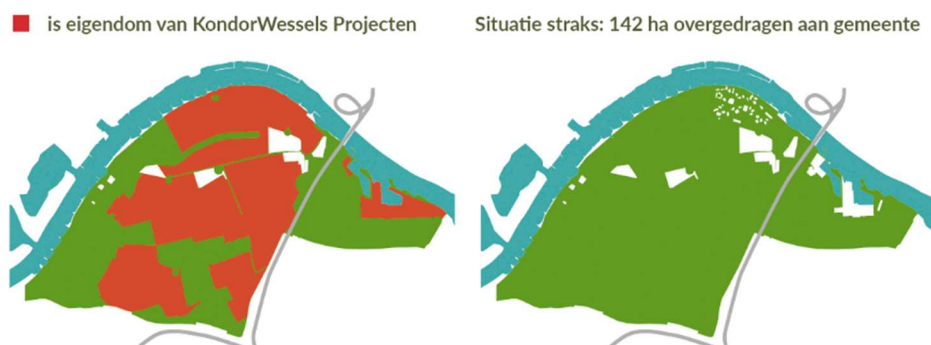 is eigendom van KondorWessels Projecten
Situatie straks: 142 ha overgedragen aan gemeente